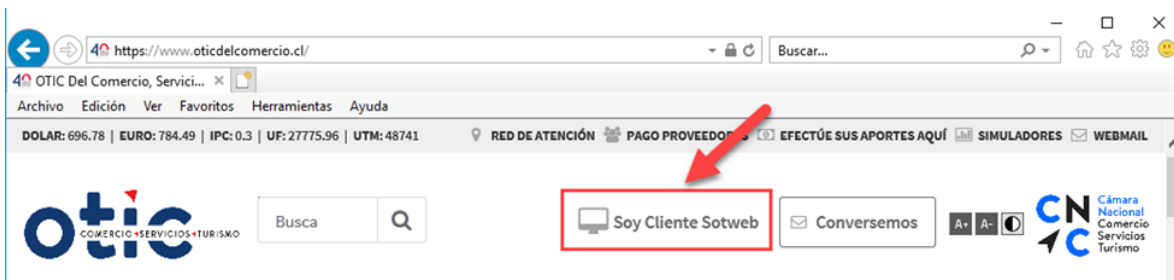 https://www.oticdelcomercio.cl/
Buscar...
OTIC Del Comercio, Servici...
Archivo Edición Ver Favoritos Herramientas Ayuda
DOLAR: 696.78 | EURO: 784.49 | IPC: 0.3 | UF: 27775.96 | UTM: 48741 RED DE ATENCIÓN PAGO PROVEEDORES EFECTÚE SUS APORTES AQUÍ SIMULADORES WEBMAIL
otic
COMERCIO•SERVICIOS•TURISMO
Busca
Soy Cliente Sotweb
Conversemos
A+ A-
CNC
Cámara
Nacional
Comercio
Servicios
Turismo